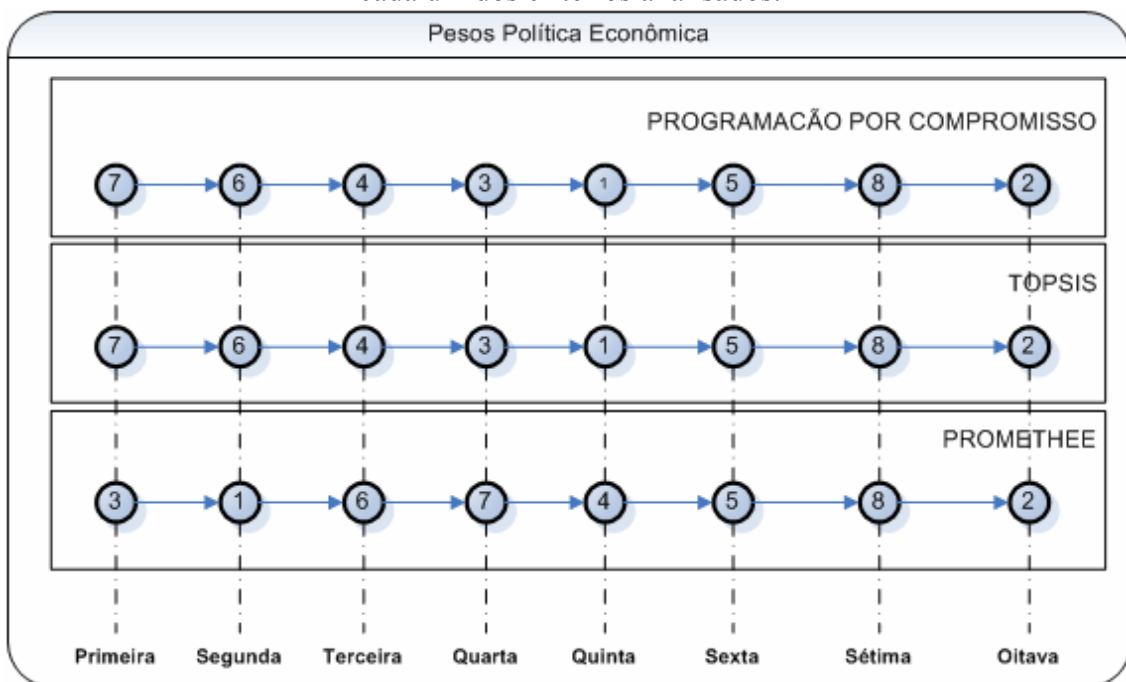 Pesos Política Econômica
PROGRAMACÃO POR COMPROMISSO
7 6 4 3 1 5 8 2
TOPSIS
7 6 4 3 1 5 8 2
PROMETHEE
3 1 6 7 4 5 8 2
Primeira Segunda Terceira Quarta Quinta Sexta Sétima Oitava